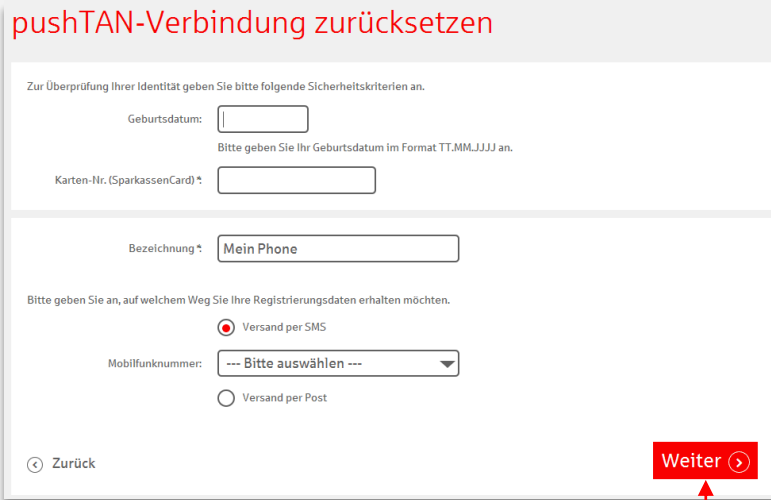 pushTAN-Verbindung zurücksetzen
Zur Überprüfung Ihrer Identität geben Sie bitte folgende Sicherheitskriterien an.
Geburtsdatum:
Bitte geben Sie Ihr Geburtsdatum im Format TT.MM.JJJJ an.
Karten-Nr. (SparkassenCard) *:
Bezeichnung *: Mein Phone
Bitte geben Sie an, auf welchem Weg Sie Ihre Registrierungsdaten erhalten möchten.
Versand per SMS
Mobilfunknummer: --- Bitte auswählen ---
Versand per Post
Zurück Weiter